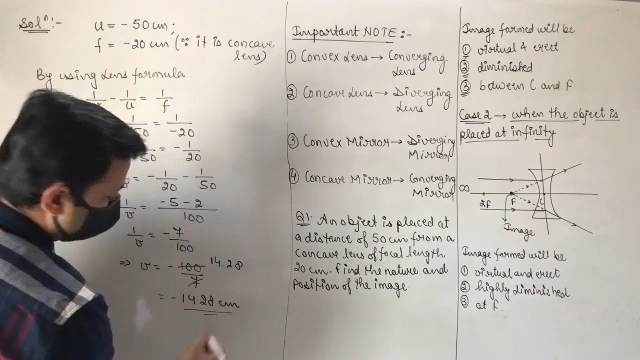 Solⁿ:- u = -50 cm;
f = -20 cm (∵ it is concave
lens)
By using Lens formula
1/u = 1/f
1/-20
= -1/20
= -1/20 - 1/50
1/v = -5-2/100
1/v = -7/100
⇒ v = -100/7 14.28
= -1428 cm
Important NOTE:-
① Convex Lens → Converging
Lens
② Concave Lens → Diverging
Lens
③ Convex Mirror → Diverging
Mirror
④ Concave Mirror → Converging
Mirror
Q1. An object is placed at
a distance of 50 cm from a
concave lens of focal length
20 cm. Find the nature and
position of the image.
Image formed will be
① virtual & erect
② diminished
③ between C and F
Case 2 → when the object is
placed at infinity
∞
2F F C
Image
Image formed will be
① virtual and erect
② highly diminished
③ at F